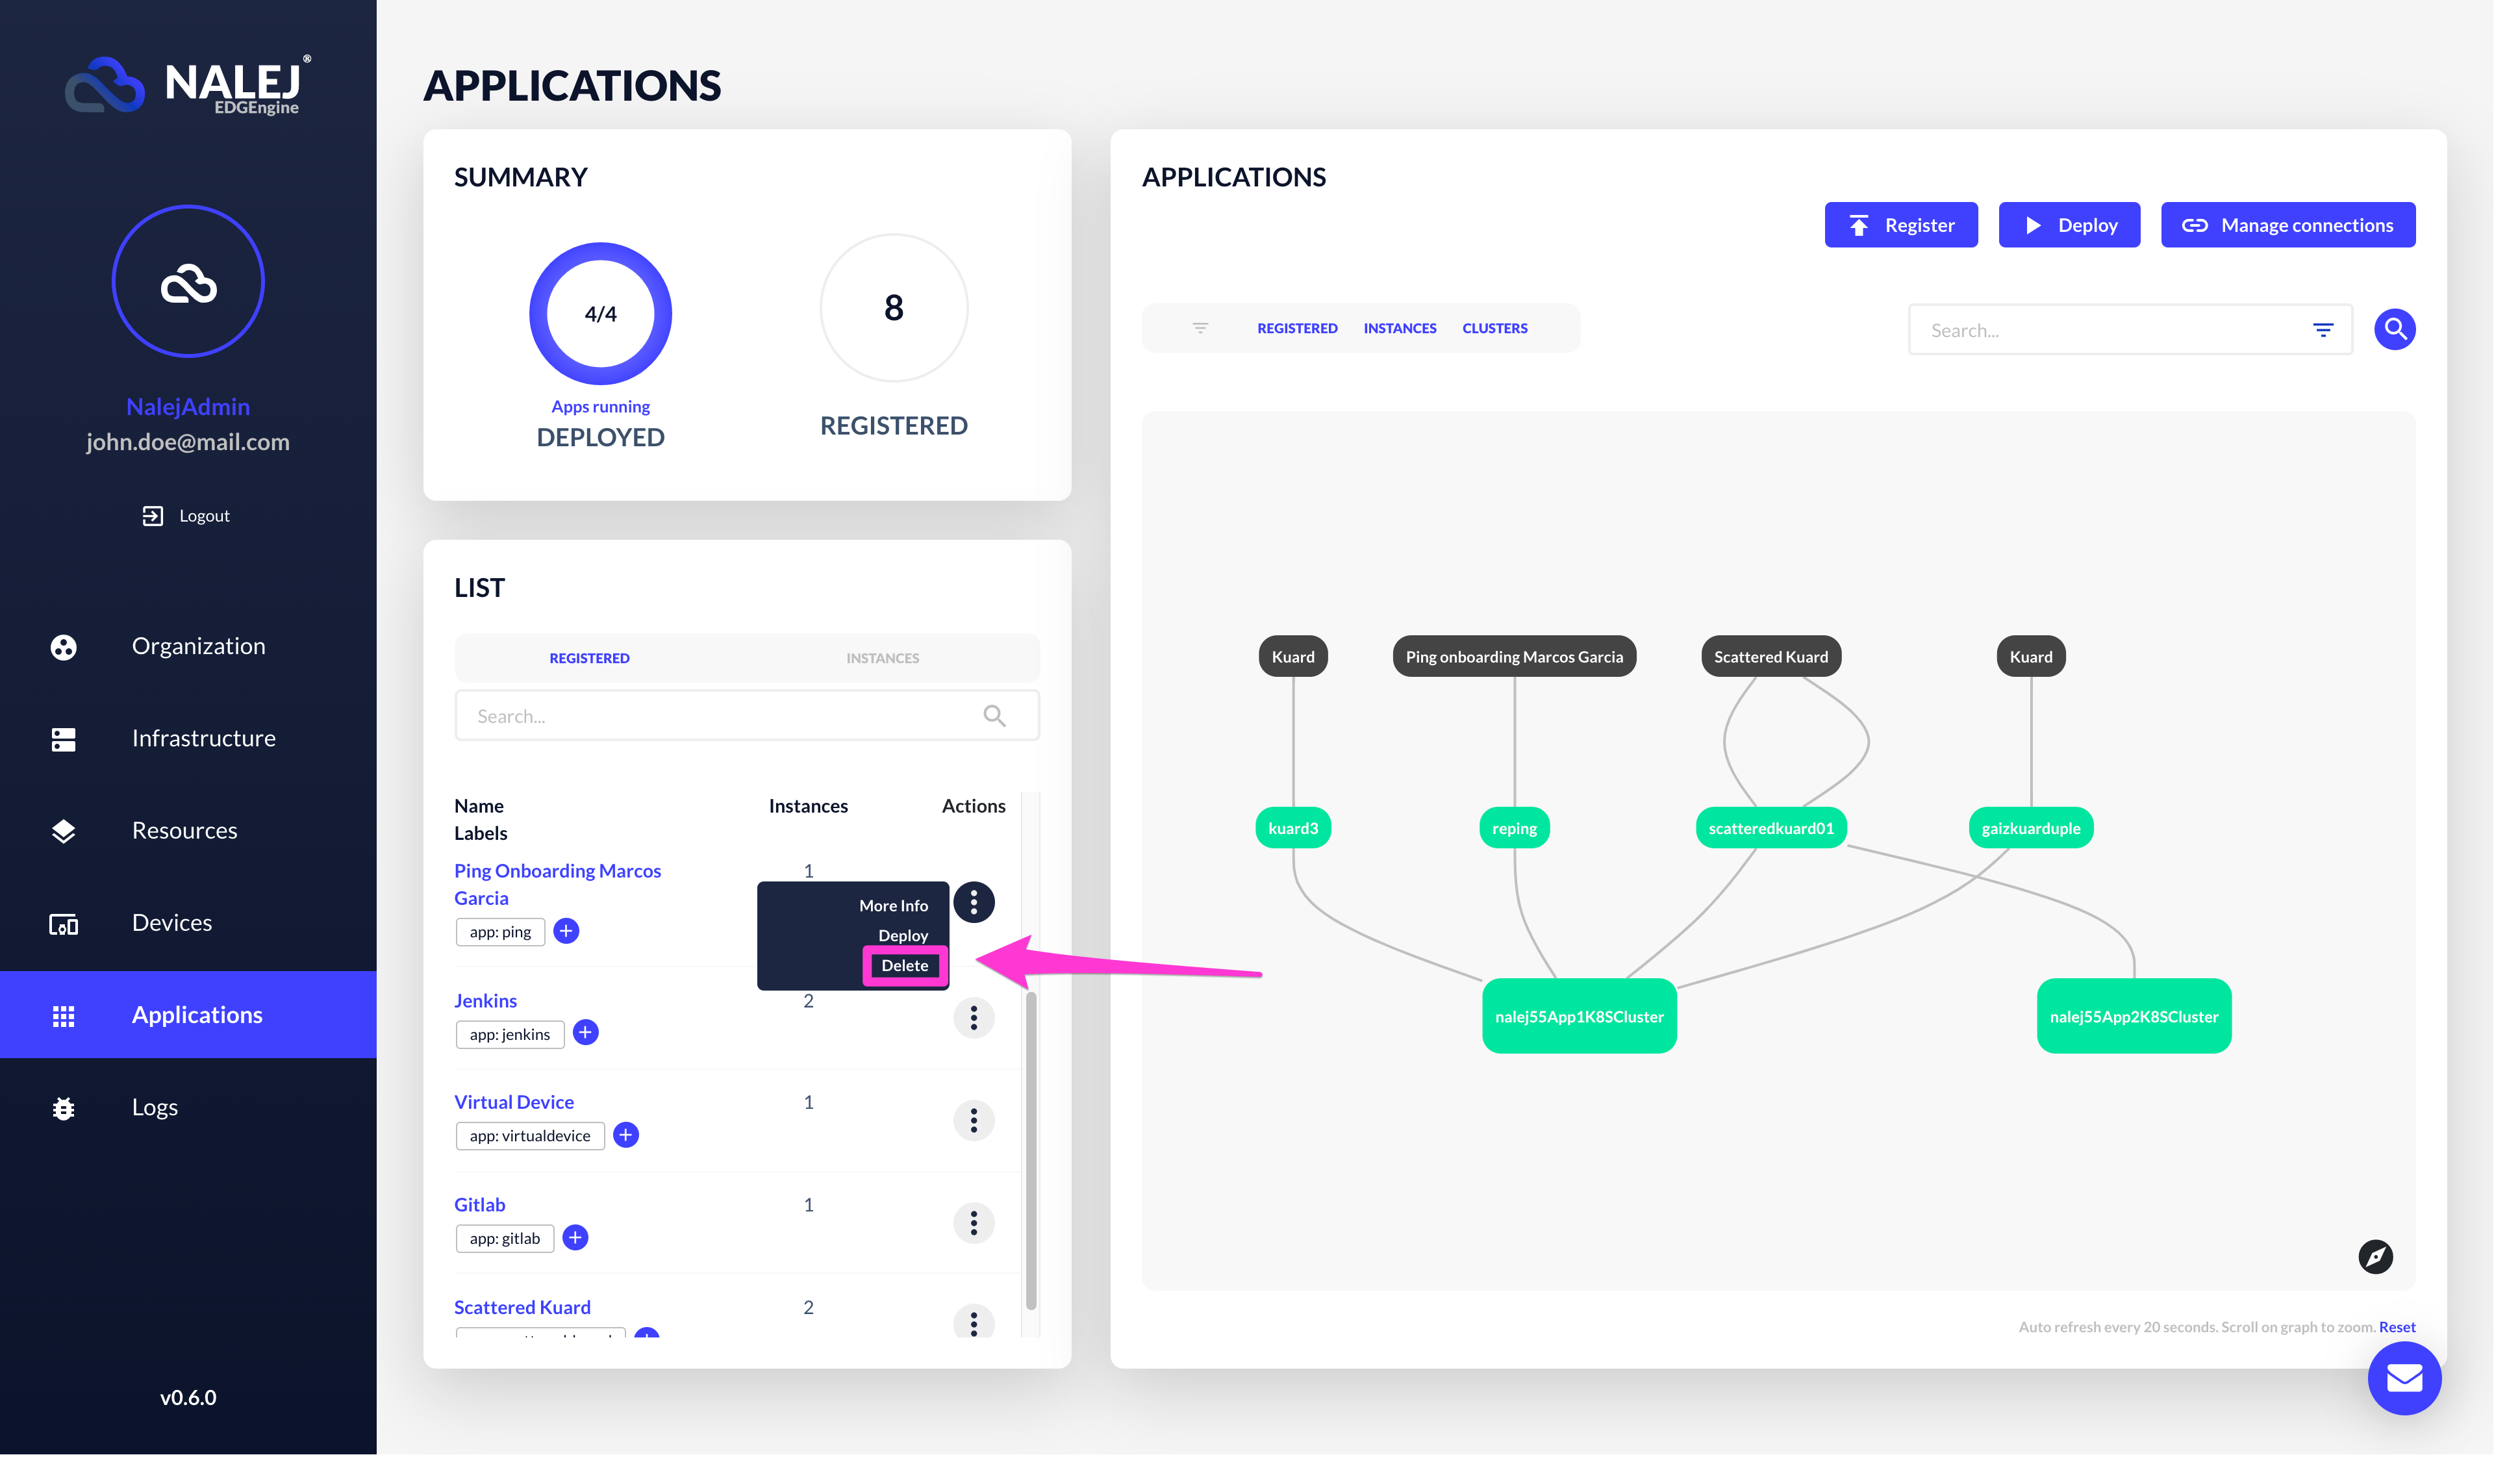 NALEJ®
EDGEngine
NalejAdmin
john.doe@mail.com
Logout
Organization
Infrastructure
Resources
Devices
Applications
Logs
v0.6.0
APPLICATIONS
SUMMARY
4/4
Apps running
DEPLOYED
8
REGISTERED
LIST
REGISTERED INSTANCES
Search...
Name Instances Actions
Labels
Ping Onboarding Marcos 1
Garcia
app: ping
More Info
Deploy
Delete
Jenkins 2
app: jenkins
Virtual Device 1
app: virtualdevice
Gitlab 1
app: gitlab
Scattered Kuard 2
APPLICATIONS
Register Deploy Manage connections
REGISTERED INSTANCES CLUSTERS
Search...
Kuard Ping onboarding Marcos Garcia Scattered Kuard Kuard
kuard3 reping scatteredkuard01 gaizkuarduple
nalej55App1K8SCluster nalej55App2K8SCluster
Auto refresh every 20 seconds. Scroll on graph to zoom. Reset